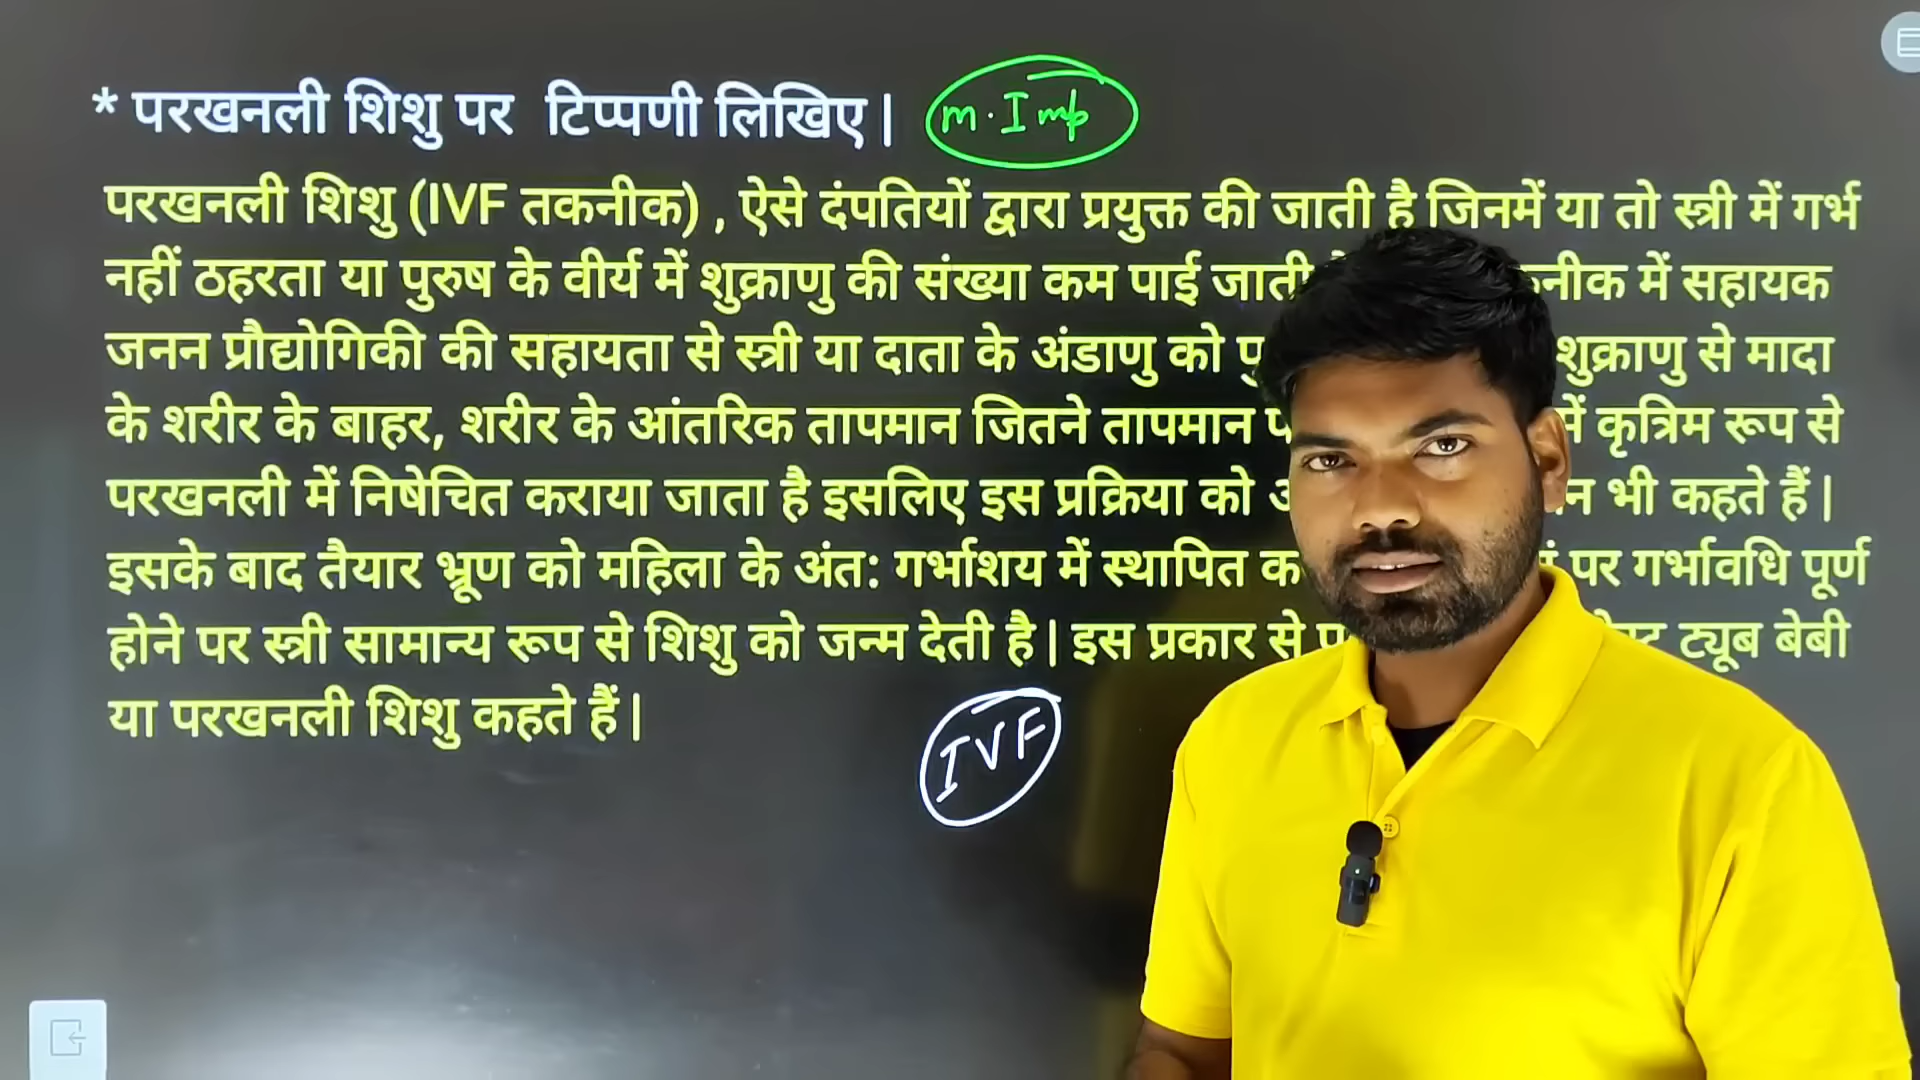 * परखनली शिशु पर टिप्पणी लिखिए | m. Imp
परखनली शिशु (IVF तकनीक) , ऐसे दंपतियों द्वारा प्रयुक्त की जाती है जिनमें या तो स्त्री में गर्भ
नहीं ठहरता या पुरुष के वीर्य में शुक्राणु की संख्या कम पाई जाती में सहायक
जनन प्रौद्योगिकी की सहायता से स्त्री या दाता के अंडाणु को शुक्राणु से मादा
के शरीर के बाहर, शरीर के आंतरिक तापमान जितने तापमान में कृत्रिम रूप से
परखनली में निषेचित कराया जाता है इसलिए इस प्रक्रिया को भी कहते हैं |
इसके बाद तैयार भ्रूण को महिला के अंत: गर्भाशय में स्थापित पर गर्भावधि पूर्ण
होने पर स्त्री सामान्य रूप से शिशु को जन्म देती है | इस प्रकार से ट्यूब बेबी
या परखनली शिशु कहते हैं |
IVF